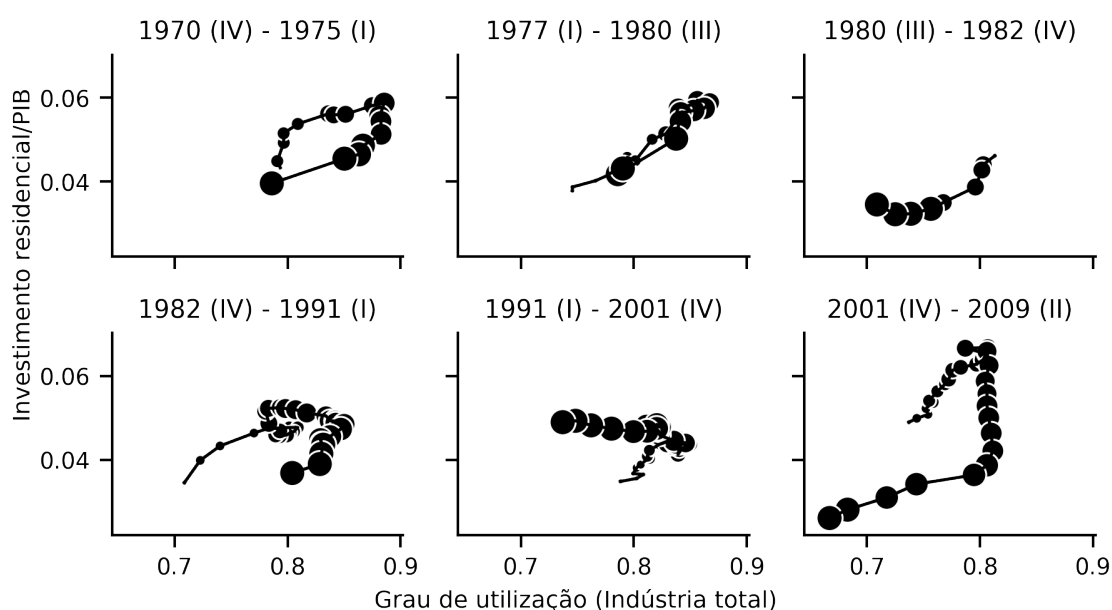 1970 (IV) - 1975 (I)
1977 (I) - 1980 (III)
1980 (III) - 1982 (IV)
0.06
0.04
0.7
0.8
0.9
0.7
0.8
0.9
Investimento residencial/PIB
1982 (IV) - 1991 (I)
1991 (I) - 2001 (IV)
2001 (IV) - 2009 (II)
0.06
0.04
0.7
0.8
0.9
Grau de utilização (Indústria total)